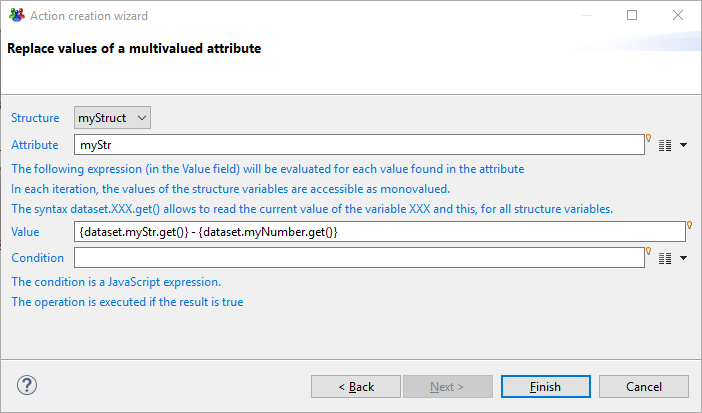 Action creation wizard
Replace values of a multivalued attribute
Structure myStruct
Attribute myStr
The following expression (in the Value field) will be evaluated for each value found in the attribute
In each iteration, the values of the structure variables are accessible as monovalued.
The syntax dataset.XXX.get() allows to read the current value of the variable XXX and this, for all structure variables.
Value {dataset.myStr.get()} - {dataset.myNumber.get()}
Condition
The condition is a JavaScript expression.
The operation is executed if the result is true
? < Back Next > Finish Cancel